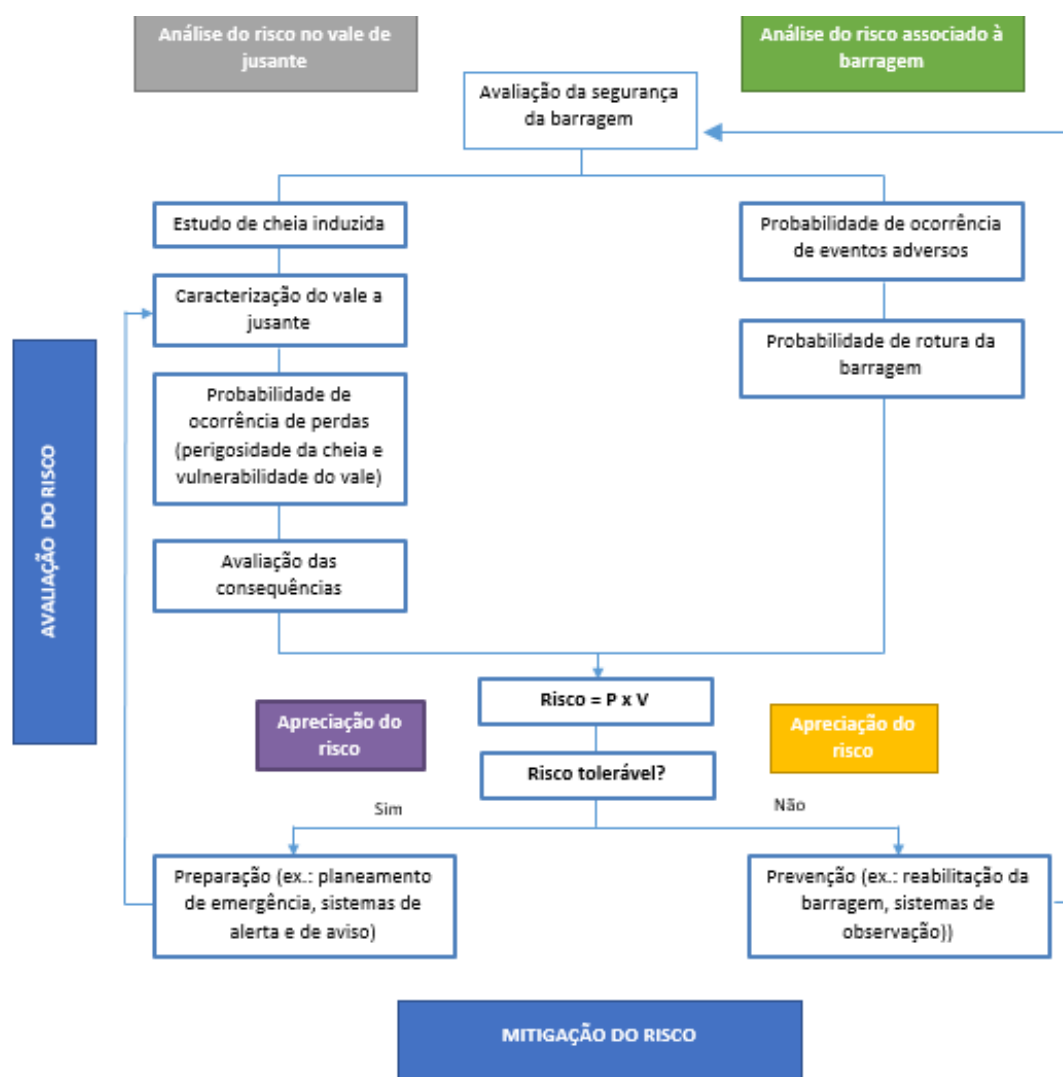 Análise do risco no vale de
jusante
Análise do risco associado à
barragem
Avaliação da segurança
da barragem
Estudo de cheia induzida
Probabilidade de ocorrência
de eventos adversos
Caracterização do vale a
jusante
Probabilidade de rotura da
barragem
Probabilidade de
ocorrência de perdas
(perigosidade da cheia e
vulnerabilidade do vale)
AVALIAÇÃO DO RISCO
Avaliação das
consequências
Risco = P x V
Apreciação do
risco
Apreciação do
risco
Risco tolerável?
Sim
Não
Preparação (ex.: planeamento
de emergência, sistemas de
alerta e de aviso)
Prevenção (ex.: reabilitação da
barragem, sistemas de
observação))
MITIGAÇÃO DO RISCO